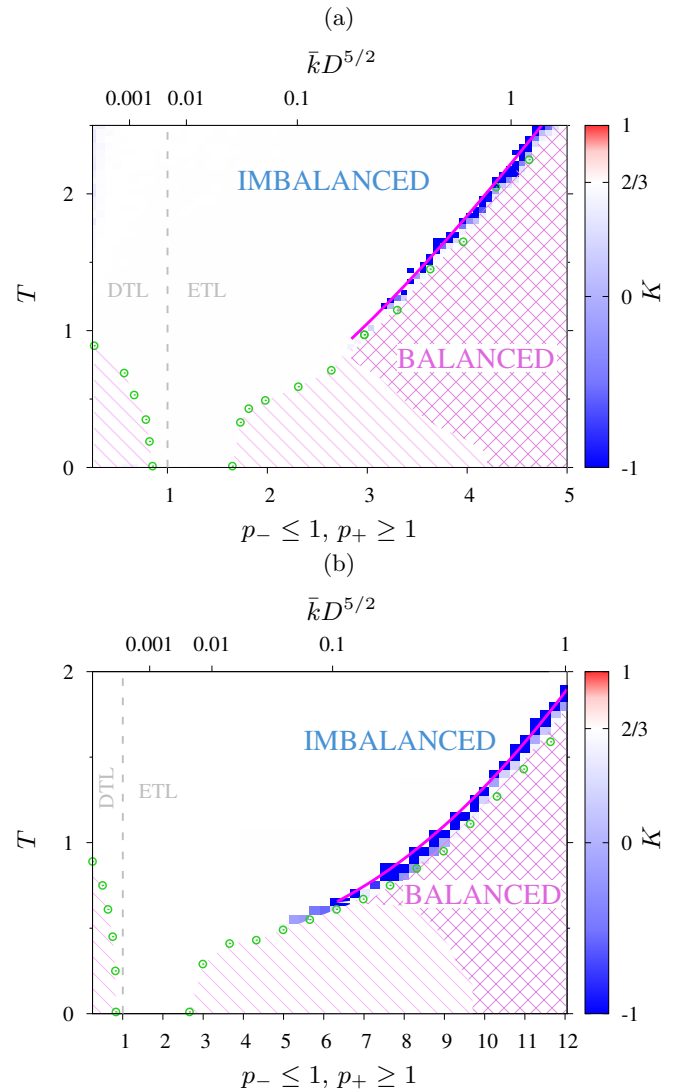 (a)
k̄D^{5/2}
0.001 0.01 0.1 1
2 1 0
T
IMBALANCED
DTL ETL
BALANCED
1 2/3 0 -1
K
1 2 3 4 5
p₋ ≤ 1, p₊ ≥ 1
(b)
k̄D^{5/2}
0.001 0.01 0.1 1
2 1 0
T
IMBALANCED
DTL ETL
BALANCED
1 2/3 0 -1
K
1 2 3 4 5 6 7 8 9 10 11 12
p₋ ≤ 1, p₊ ≥ 1